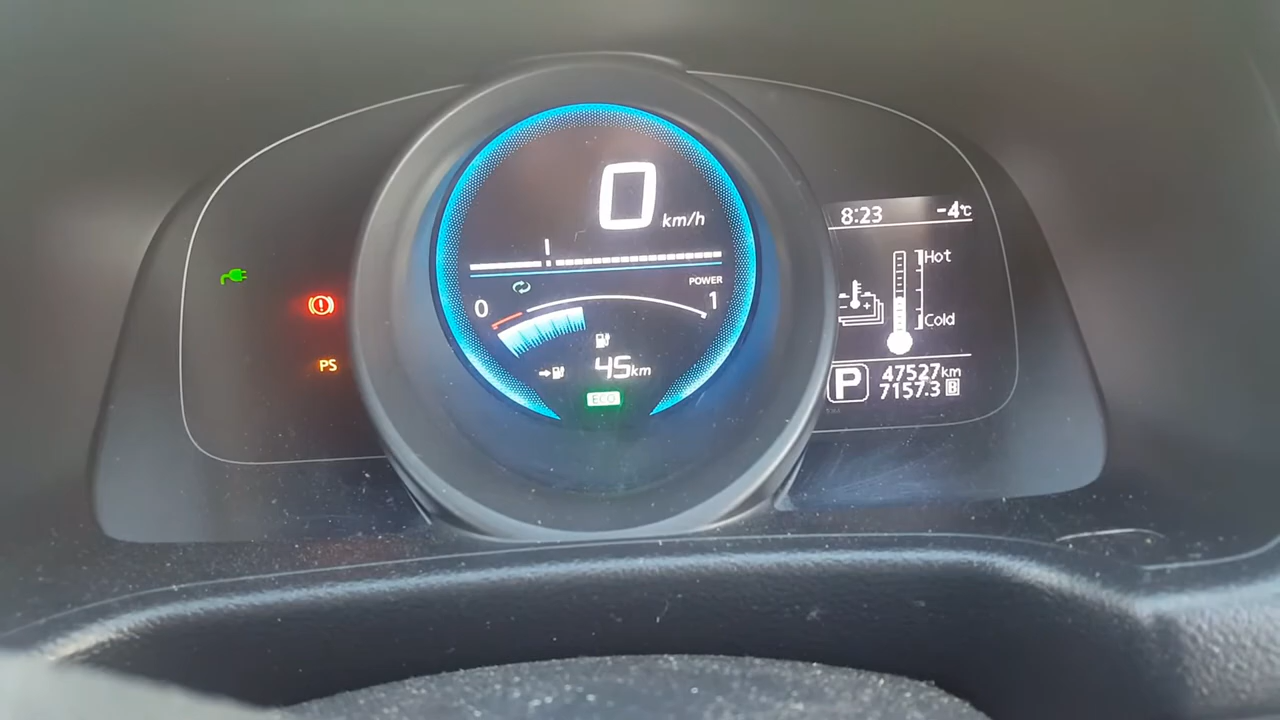 0 km/h
POWER
0 1
45km
ECO
PS
8:23 -4℃
Hot
Cold
P 47527km
7157.3 B